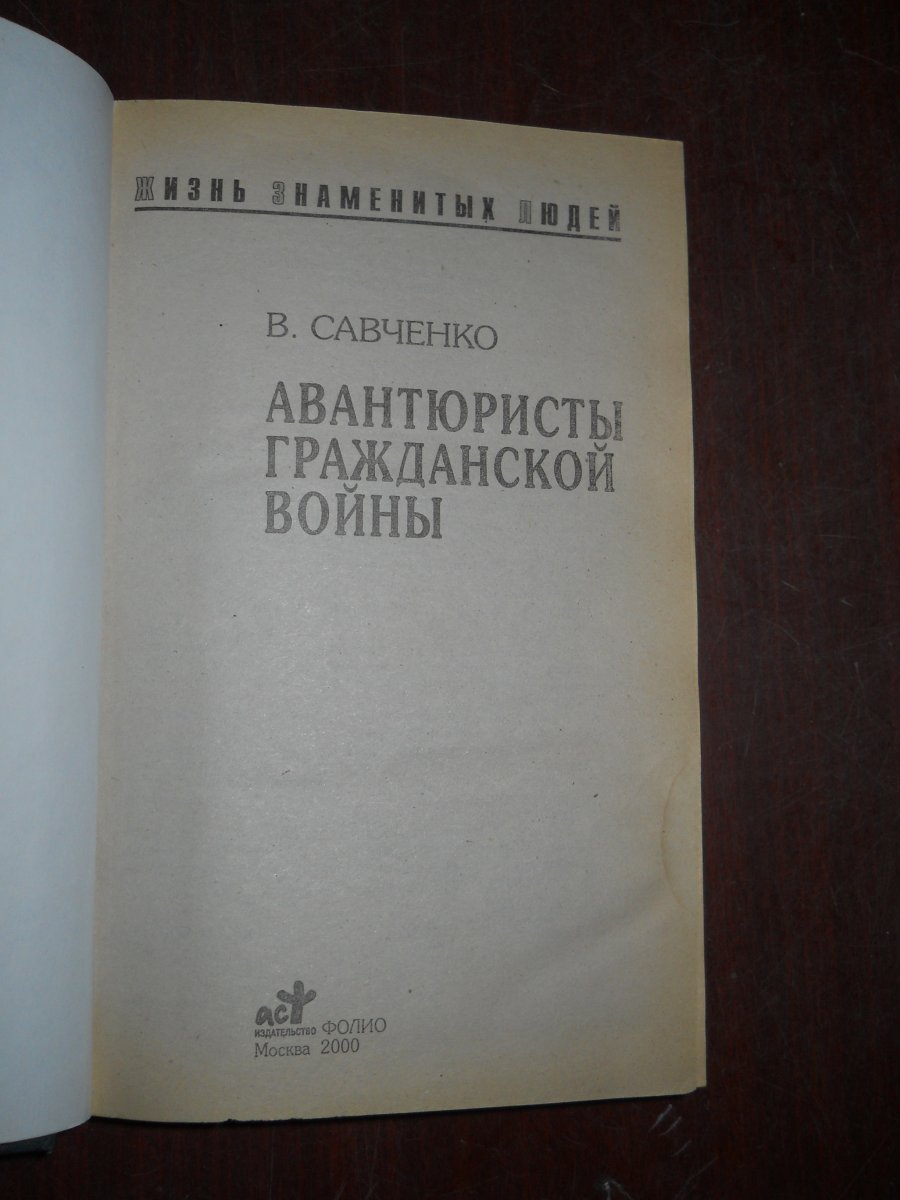 ЖИЗНЬ ЗНАМЕНИТЫХ ЛЮДЕЙ
В. САВЧЕНКО
АВАНТЮРИСТЫ
ГРАЖДАНСКОЙ
ВОЙНЫ
аст
ИЗДАТЕЛЬСТВО ФОЛИО
Москва 2000